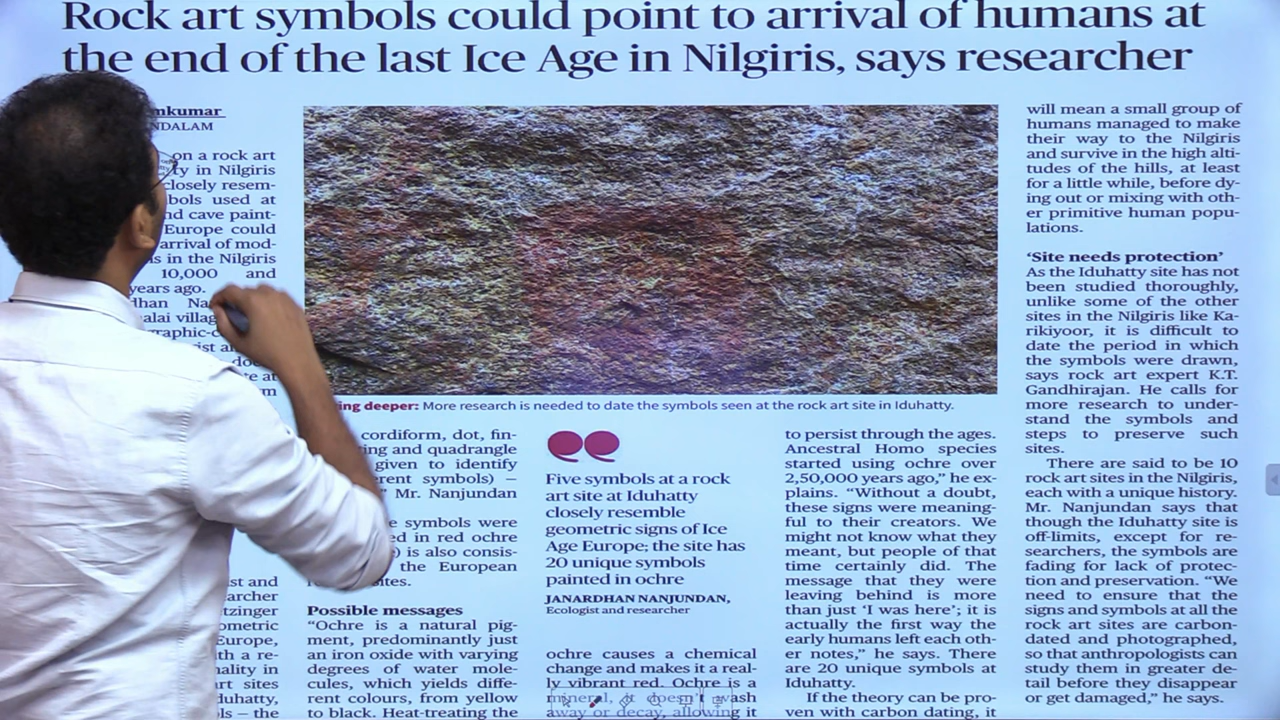 Rock art symbols could point to arrival of humans at
the end of the last Ice Age in Nilgiris, says researcher
on a rock art
in Nilgiris
closely resem-
used at
cave paint-
Europe could
arrival of mod-
in the Nilgiris
10,000 and
years ago.
at
cordiform, dot, fin-
and quadrangle
given to identify
symbols) –
Mr. Nanjundan
symbols were
in red ochre
is also consis-
the European
Possible messages
“Ochre is a natural pig-
ment, predominantly just
an iron oxide with varying
degrees of water mole-
cules, which yields diffe-
rent colours, from yellow
to black. Heat-treating the
deeper: More research is needed to date the symbols seen at the rock art site in Iduhatty.
Five symbols at a rock
art site at Iduhatty
closely resemble
geometric signs of Ice
Age Europe; the site has
20 unique symbols
painted in ochre
JANARDHAN NANJUNDAN,
Ecologist and researcher
ochre causes a chemical
change and makes it a real-
ly vibrant red. Ochre is a
mineral, it doesn’t wash
away or decay, allowing it
to persist through the ages.
Ancestral Homo species
started using ochre over
2,50,000 years ago,” he ex-
plains. “Without a doubt,
these signs were meaning-
ful to their creators. We
might not know what they
meant, but people of that
time certainly did. The
message that they were
leaving behind is more
than just ‘I was here’; it is
actually the first way the
early humans left each oth-
er notes,” he says. There
are 20 unique symbols at
Iduhatty.
If the theory can be pro-
ven with carbon dating, it
will mean a small group of
humans managed to make
their way to the Nilgiris
and survive in the high alti-
tudes of the hills, at least
for a little while, before dy-
ing out or mixing with oth-
er primitive human popu-
lations.
‘Site needs protection’
As the Iduhatty site has not
been studied thoroughly,
unlike some of the other
sites in the Nilgiris like Ka-
rikiyoor, it is difficult to
date the period in which
the symbols were drawn,
says rock art expert K.T.
Gandhirajan. He calls for
more research to under-
stand the symbols and
steps to preserve such
sites.
There are said to be 10
rock art sites in the Nilgiris,
each with a unique history.
Mr. Nanjundan says that
though the Iduhatty site is
off-limits, except for re-
searchers, the symbols are
fading for lack of protec-
tion and preservation. “We
need to ensure that the
signs and symbols at all the
rock art sites are carbon-
dated and photographed,
so that anthropologists can
study them in greater de-
tail before they disappear
or get damaged,” he says.